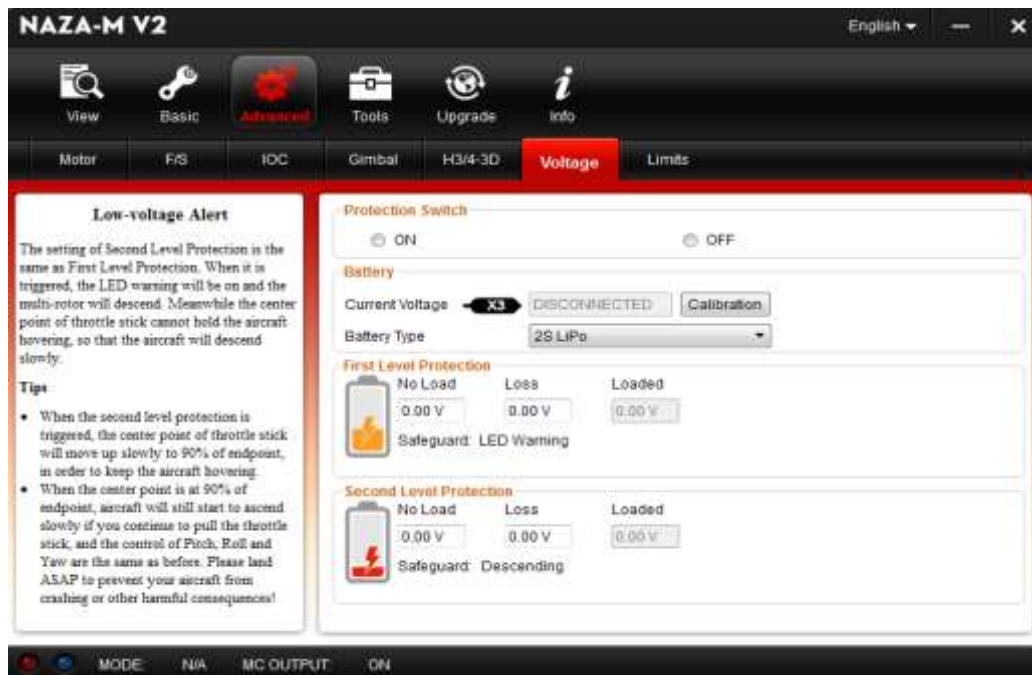 NAZA-M V2
English
View
Basic
Advanced
Tools
Upgrade
Info
Motor
F/S
IOC
Gimbal
H3/4-3D
Voltage
Limits
Low-voltage Alert
The setting of Second Level Protection is the
same as First Level Protection. When it is
triggered, the LED warning will be on and the
multi-rotor will descend. Meanwhile the center
point of throttle stick cannot hold the aircraft
hovering, so that the aircraft will descend
slowly.
Tips
• When the second level protection is
triggered, the center point of throttle stick
will move up slowly to 90% of endpoint,
in order to keep the aircraft hovering.
• When the center point is at 90% of
endpoint, aircraft will still start to ascend
slowly if you continue to pull the throttle
stick, and the control of Pitch, Roll and
Yaw are the same as before. Please land
ASAP to prevent your aircraft from
crashing or other harmful consequences!
Protection Switch
ON
OFF
Battery
Current Voltage X3 DISCONNECTED Calibration
Battery Type 2S LiPo
First Level Protection
No Load Loss Loaded
0.00 V 0.00 V 0.00 V
Safeguard: LED Warning
Second Level Protection
No Load Loss Loaded
0.00 V 0.00 V 0.00 V
Safeguard: Descending
MODE: N/A MC OUTPUT: ON